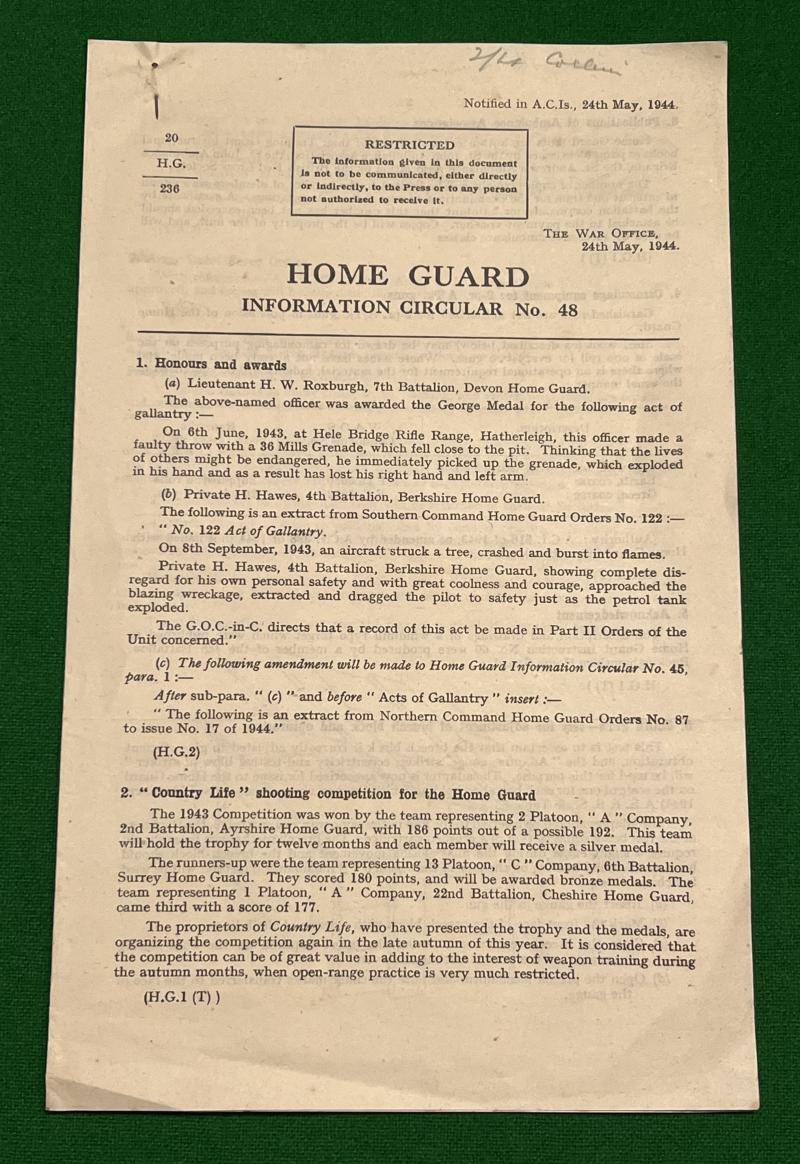 Notified in A.C.Is., 24th May, 1944.
20
H.G.
236
RESTRICTED
The information given in this document
is not to be communicated, either directly
or indirectly, to the Press or to any person
not authorized to receive it.
The War Office,
24th May, 1944.
HOME GUARD
INFORMATION CIRCULAR No. 48
1. Honours and awards
(a) Lieutenant H. W. Roxburgh, 7th Battalion, Devon Home Guard.
The above-named officer was awarded the George Medal for the following act of
gallantry :—
On 6th June, 1943, at Hele Bridge Rifle Range, Hatherleigh, this officer made a
faulty throw with a 36 Mills Grenade, which fell close to the pit. Thinking that the lives
of others might be endangered, he immediately picked up the grenade, which exploded
in his hand and as a result has lost his right hand and left arm.
(b) Private H. Hawes, 4th Battalion, Berkshire Home Guard.
The following is an extract from Southern Command Home Guard Orders No. 122 :—
" No. 122 Act of Gallantry.
On 8th September, 1943, an aircraft struck a tree, crashed and burst into flames.
Private H. Hawes, 4th Battalion, Berkshire Home Guard, showing complete dis-
regard for his own personal safety and with great coolness and courage, approached the
blazing wreckage, extracted and dragged the pilot to safety just as the petrol tank
exploded.
The G.O.C.-in-C. directs that a record of this act be made in Part II Orders of the
Unit concerned."
(c) The following amendment will be made to Home Guard Information Circular No. 45,
para. 1 :—
After sub-para. " (c) " and before " Acts of Gallantry " insert :—
" The following is an extract from Northern Command Home Guard Orders No. 87
to issue No. 17 of 1944."
(H.G.2)
2. " Country Life " shooting competition for the Home Guard
The 1943 Competition was won by the team representing 2 Platoon, " A " Company,
2nd Battalion, Ayrshire Home Guard, with 186 points out of a possible 192. This team
will hold the trophy for twelve months and each member will receive a silver medal.
The runners-up were the team representing 13 Platoon, " C " Company, 6th Battalion,
Surrey Home Guard. They scored 180 points, and will be awarded bronze medals. The
team representing 1 Platoon, " A " Company, 22nd Battalion, Cheshire Home Guard,
came third with a score of 177.
The proprietors of Country Life, who have presented the trophy and the medals, are
organizing the competition again in the late autumn of this year. It is considered that
the competition can be of great value in adding to the interest of weapon training during
the autumn months, when open-range practice is very much restricted.
(H.G.1 (T) )